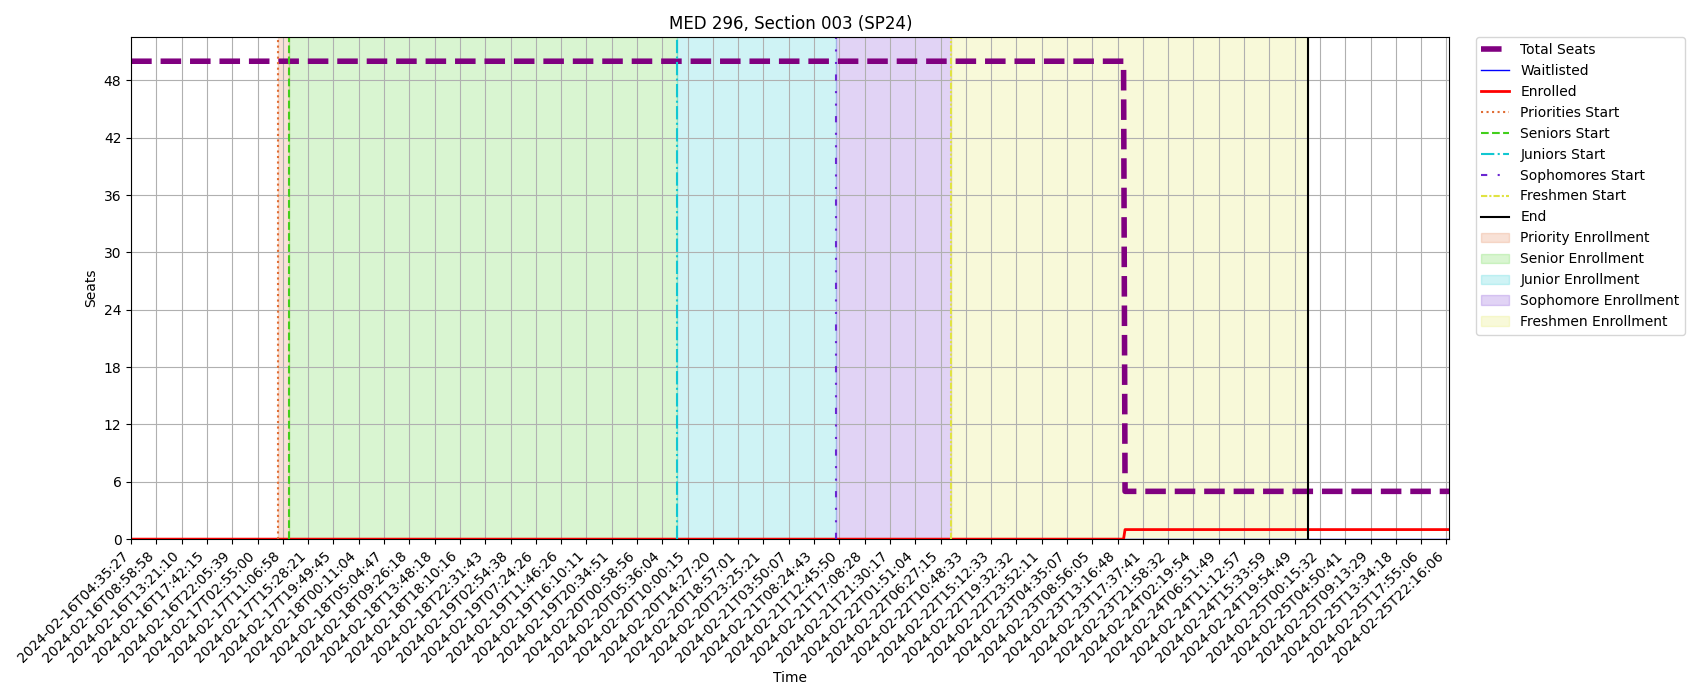 MED 296, Section 003 (SP24)
Seats
48
42
36
30
24
18
12
6
0
2024-02-16T04:35:27
2024-02-16T08:58:58
2024-02-16T13:21:10
2024-02-16T17:42:15
2024-02-16T22:05:39
2024-02-17T02:55:00
2024-02-17T11:06:58
2024-02-17T15:28:21
2024-02-17T19:49:45
2024-02-18T00:11:04
2024-02-18T05:04:47
2024-02-18T09:26:18
2024-02-18T13:48:18
2024-02-18T18:10:16
2024-02-18T22:31:43
2024-02-19T02:54:38
2024-02-19T07:24:26
2024-02-19T11:46:26
2024-02-19T16:10:11
2024-02-19T20:34:51
2024-02-20T00:58:56
2024-02-20T05:36:04
2024-02-20T10:00:15
2024-02-20T14:27:20
2024-02-20T18:57:01
2024-02-20T23:25:21
2024-02-21T03:50:07
2024-02-21T08:24:43
2024-02-21T12:45:50
2024-02-21T17:08:28
2024-02-21T21:30:17
2024-02-22T01:51:04
2024-02-22T06:27:15
2024-02-22T10:48:33
2024-02-22T15:12:33
2024-02-22T19:32:32
2024-02-22T23:52:11
2024-02-23T04:35:07
2024-02-23T08:56:05
2024-02-23T13:16:48
2024-02-23T17:37:41
2024-02-23T21:58:32
2024-02-24T02:19:54
2024-02-24T06:51:49
2024-02-24T11:12:57
2024-02-24T15:33:59
2024-02-24T19:54:49
2024-02-25T00:15:32
2024-02-25T04:50:41
2024-02-25T09:13:29
2024-02-25T13:34:18
2024-02-25T17:55:06
2024-02-25T22:16:06
Time
Total Seats
Waitlisted
Enrolled
Priorities Start
Seniors Start
Juniors Start
Sophomores Start
Freshmen Start
End
Priority Enrollment
Senior Enrollment
Junior Enrollment
Sophomore Enrollment
Freshmen Enrollment